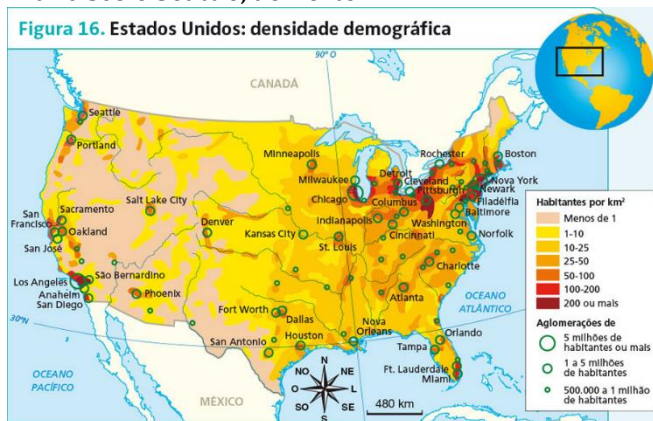 Figura 16. Estados Unidos: densidade demográfica
90° O
CANADÁ
Seattle
Portland
Minneapolis
Rochester
Boston
Milwaukee
Detroit
Cleveland
Nova York
Chicago
Columbus
Pittsburgh
Newark
Filadélfia
Salt Lake City
Sacramento
San
Francisco
Oakland
San José
Denver
Kansas City
Indianápolis
Washington
Baltimore
St. Louis
Cincinnati
Norfolk
Los Angeles
São Bernardino
Anaheim
San Diego
Phoenix
Charlotte
Atlanta
OCEANO
ATLÂNTICO
30°N
Fort Worth
Dallas
San Antonio
Houston
Nova
Orleans
Orlando
Tampa
Ft. Lauderdale
Miami
OCEANO
PACÍFICO
MÉXICO
N
NO
NE
O
L
SO
SE
S
480 km
Habitantes por km²
Menos de 1
1-10
10-25
25-50
50-100
100-200
200 ou mais
Aglomerações de
5 milhões de
habitantes ou mais
1 a 5 milhões
de habitantes
500.000 a 1 milhão
de habitantes